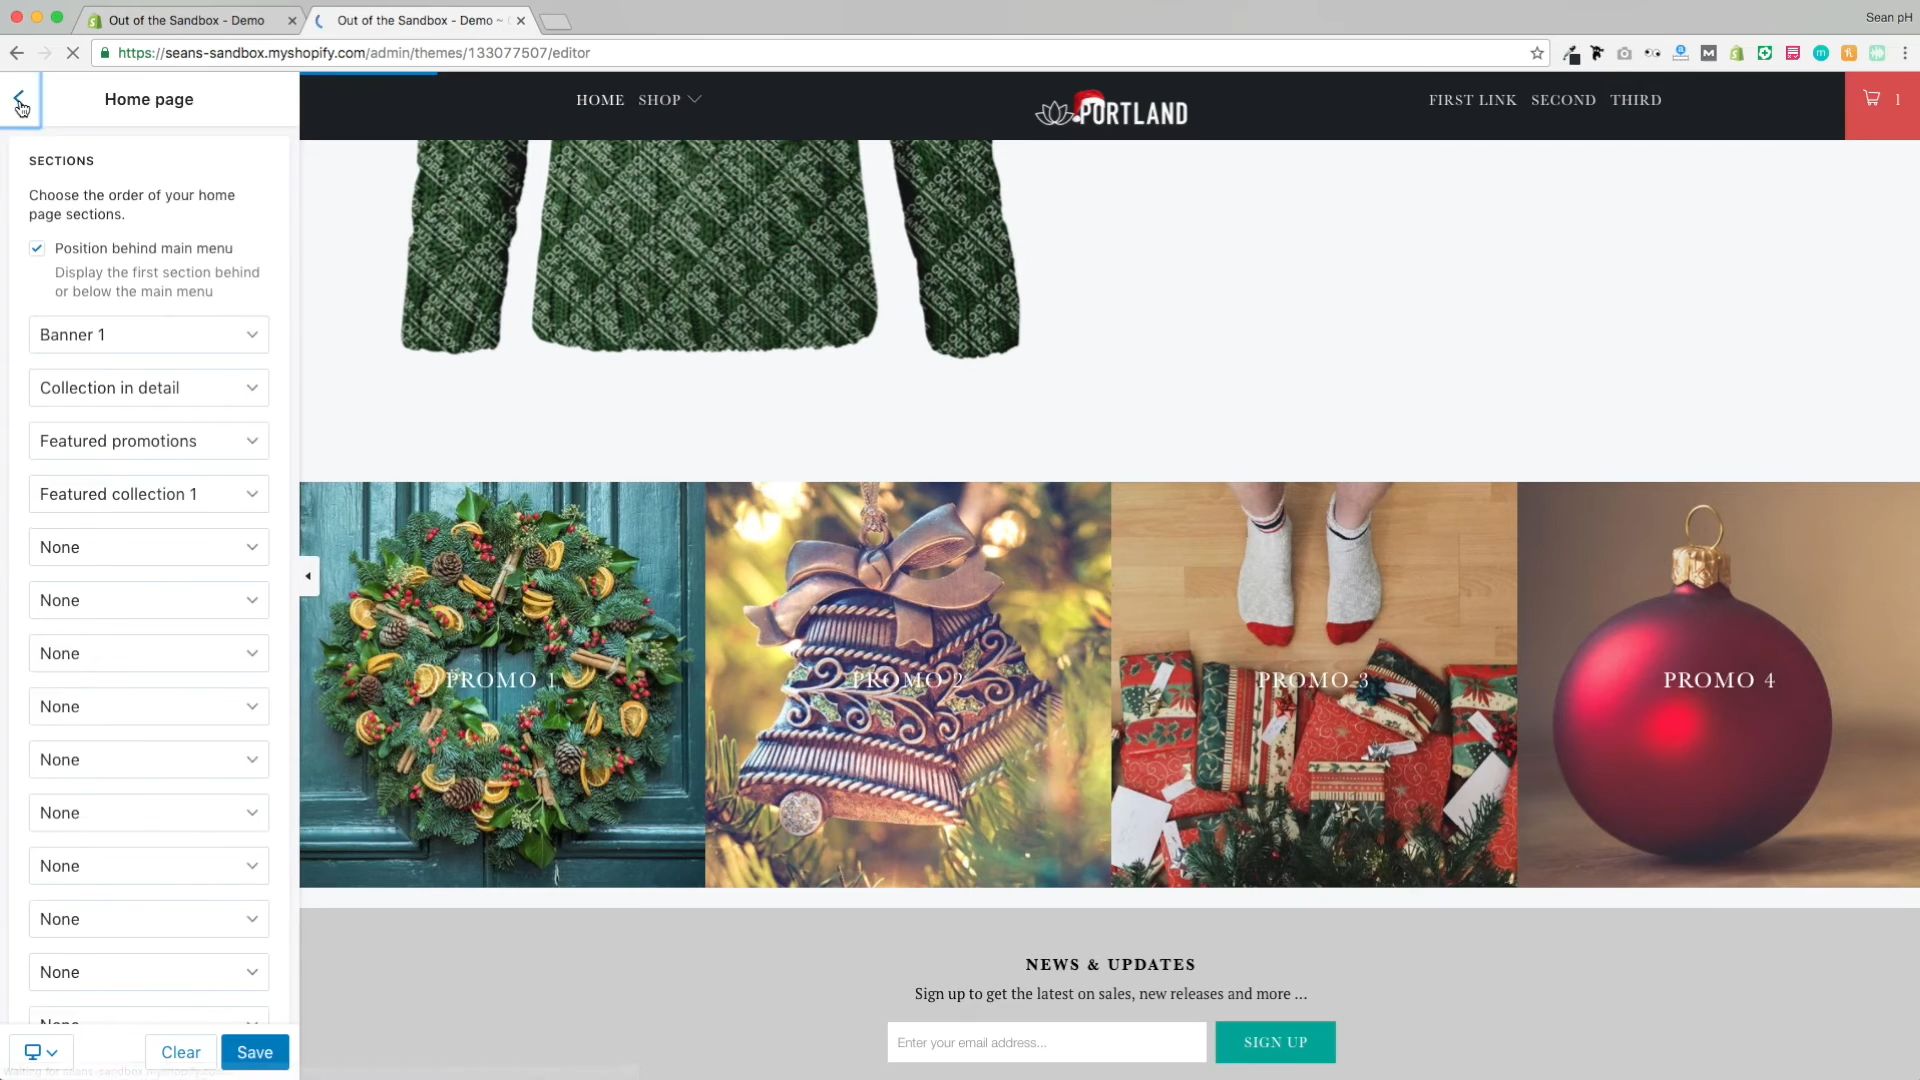 Out of the Sandbox - Demo
Out of the Sandbox - Demo ~
Sean pH
https://seans-sandbox.myshopify.com/admin/themes/133077507/editor
Home page
HOME SHOP
PORTLAND
FIRST LINK SECOND THIRD
1
SECTIONS
Choose the order of your home
page sections.
Position behind main menu
Display the first section behind
or below the main menu
Banner 1
Collection in detail
Featured promotions
Featured collection 1
None
None
None
None
None
None
None
None
None
None
PROMO 1
PROMO 2
PROMO 3
PROMO 4
NEWS & UPDATES
Sign up to get the latest on sales, new releases and more ...
Enter your email address...
SIGN UP
Clear
Save